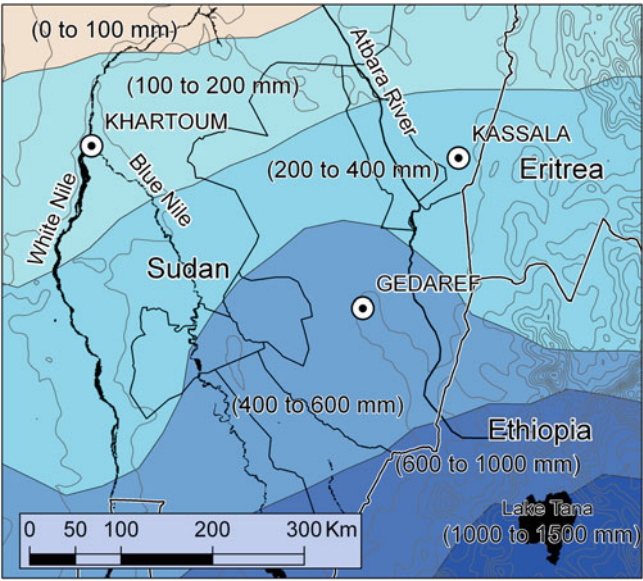 (0 to 100 mm)
(100 to 200 mm)
Atbara River
KHARTOUM
KASSALA
(200 to 400 mm)
Eritrea
Blue Nile
White Nile
Sudan
GEDAREF
(400 to 600 mm)
Ethiopia
(600 to 1000 mm)
Lake Tana
(1000 to 1500 mm)
0 50 100 200 300 Km